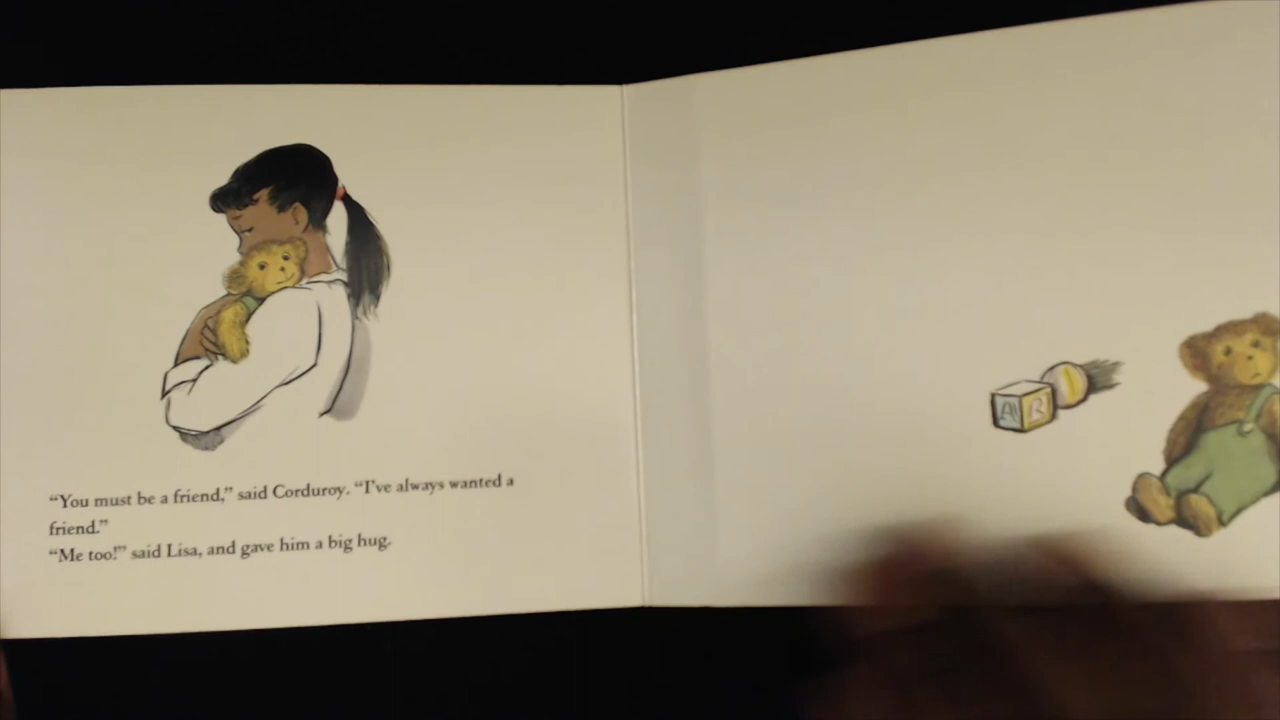 “You must be a friend,” said Corduroy. “I’ve always wanted a
friend.”
“Me too!” said Lisa, and gave him a big hug.
A B